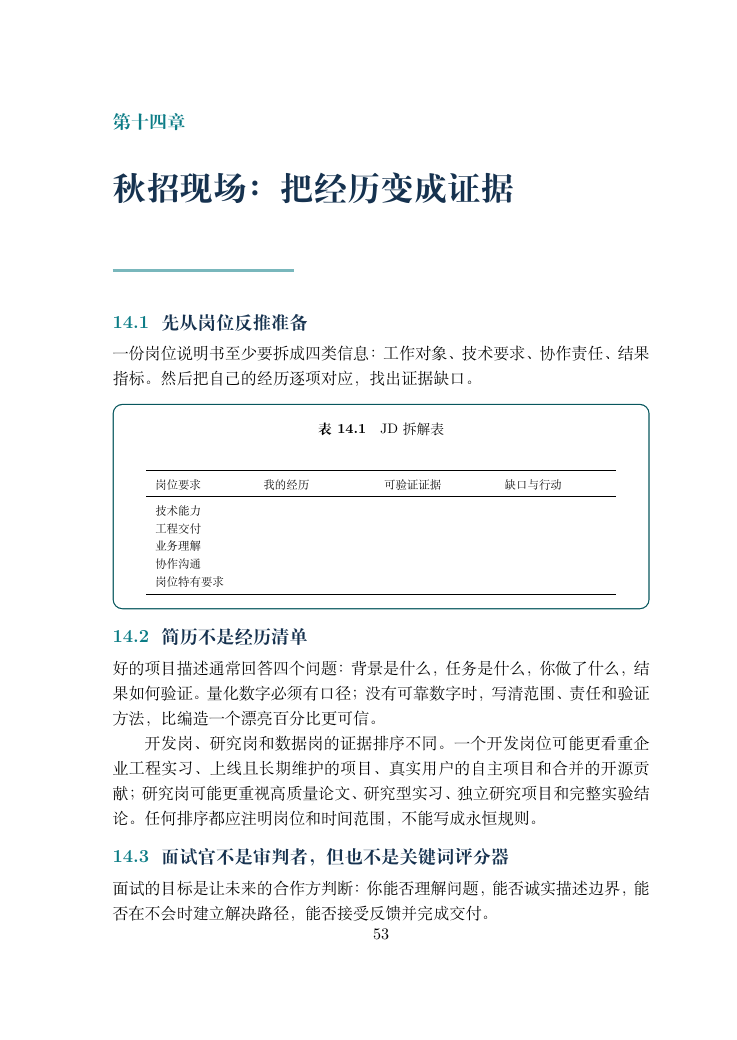 第十四章
秋招现场：把经历变成证据
14.1 先从岗位反推准备
一份岗位说明书至少要拆成四类信息：工作对象、技术要求、协作责任、结果
指标。然后把自己的经历逐项对应，找出证据缺口。
表 14.1 JD 拆解表
岗位要求 我的经历 可验证证据 缺口与行动
技术能力
工程交付
业务理解
协作沟通
岗位特有要求
14.2 简历不是经历清单
好的项目描述通常回答四个问题：背景是什么，任务是什么，你做了什么，结
果如何验证。量化数字必须有口径；没有可靠数字时，写清范围、责任和验证
方法，比编造一个漂亮百分比更可信。
开发岗、研究岗和数据岗的证据排序不同。一个开发岗位可能更看重企
业工程实习、上线且长期维护的项目、真实用户的自主项目和合并的开源贡
献；研究岗可能更重视高质量论文、研究型实习、独立研究项目和完整实验结
论。任何排序都应注明岗位和时间范围，不能写成永恒规则。
14.3 面试官不是审判者，但也不是关键词评分器
面试的目标是让未来的合作方判断：你能否理解问题，能否诚实描述边界，能
否在不会时建立解决路径，能否接受反馈并完成交付。
53